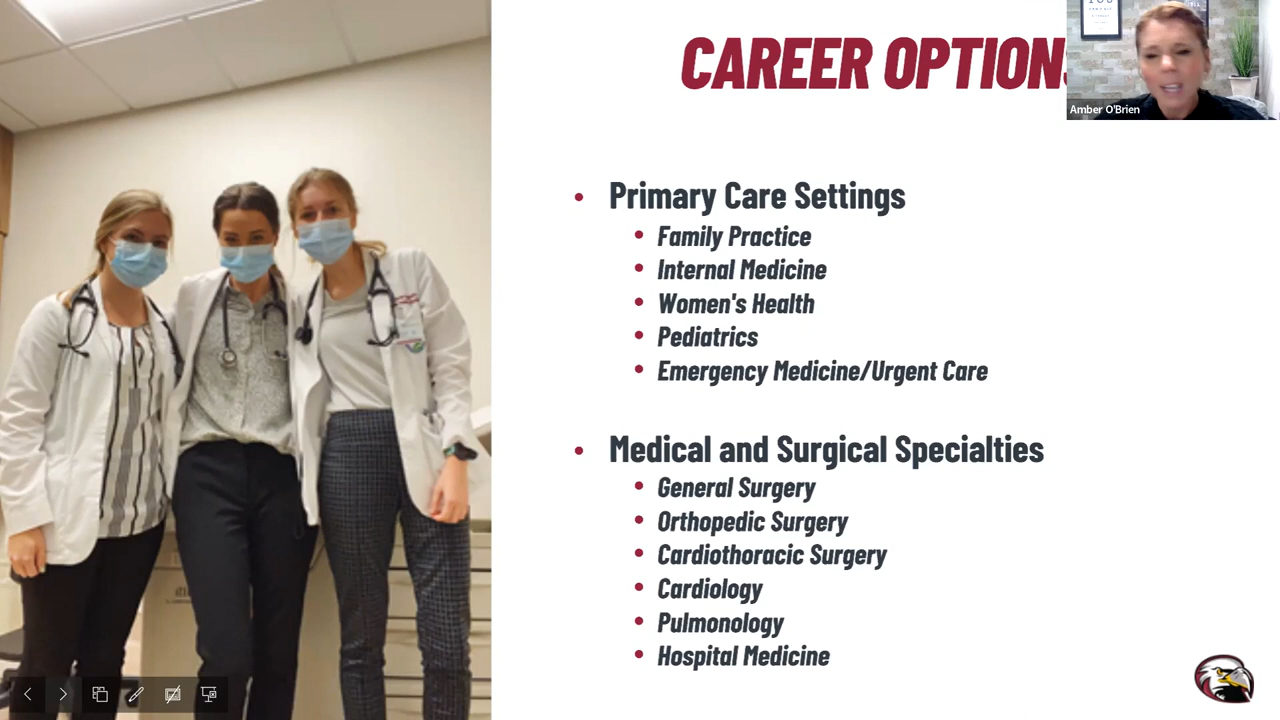 CAREER OPTIONS
Amber O'Brien
Primary Care Settings
Family Practice
Internal Medicine
Women's Health
Pediatrics
Emergency Medicine/Urgent Care
Medical and Surgical Specialties
General Surgery
Orthopedic Surgery
Cardiothoracic Surgery
Cardiology
Pulmonology
Hospital Medicine